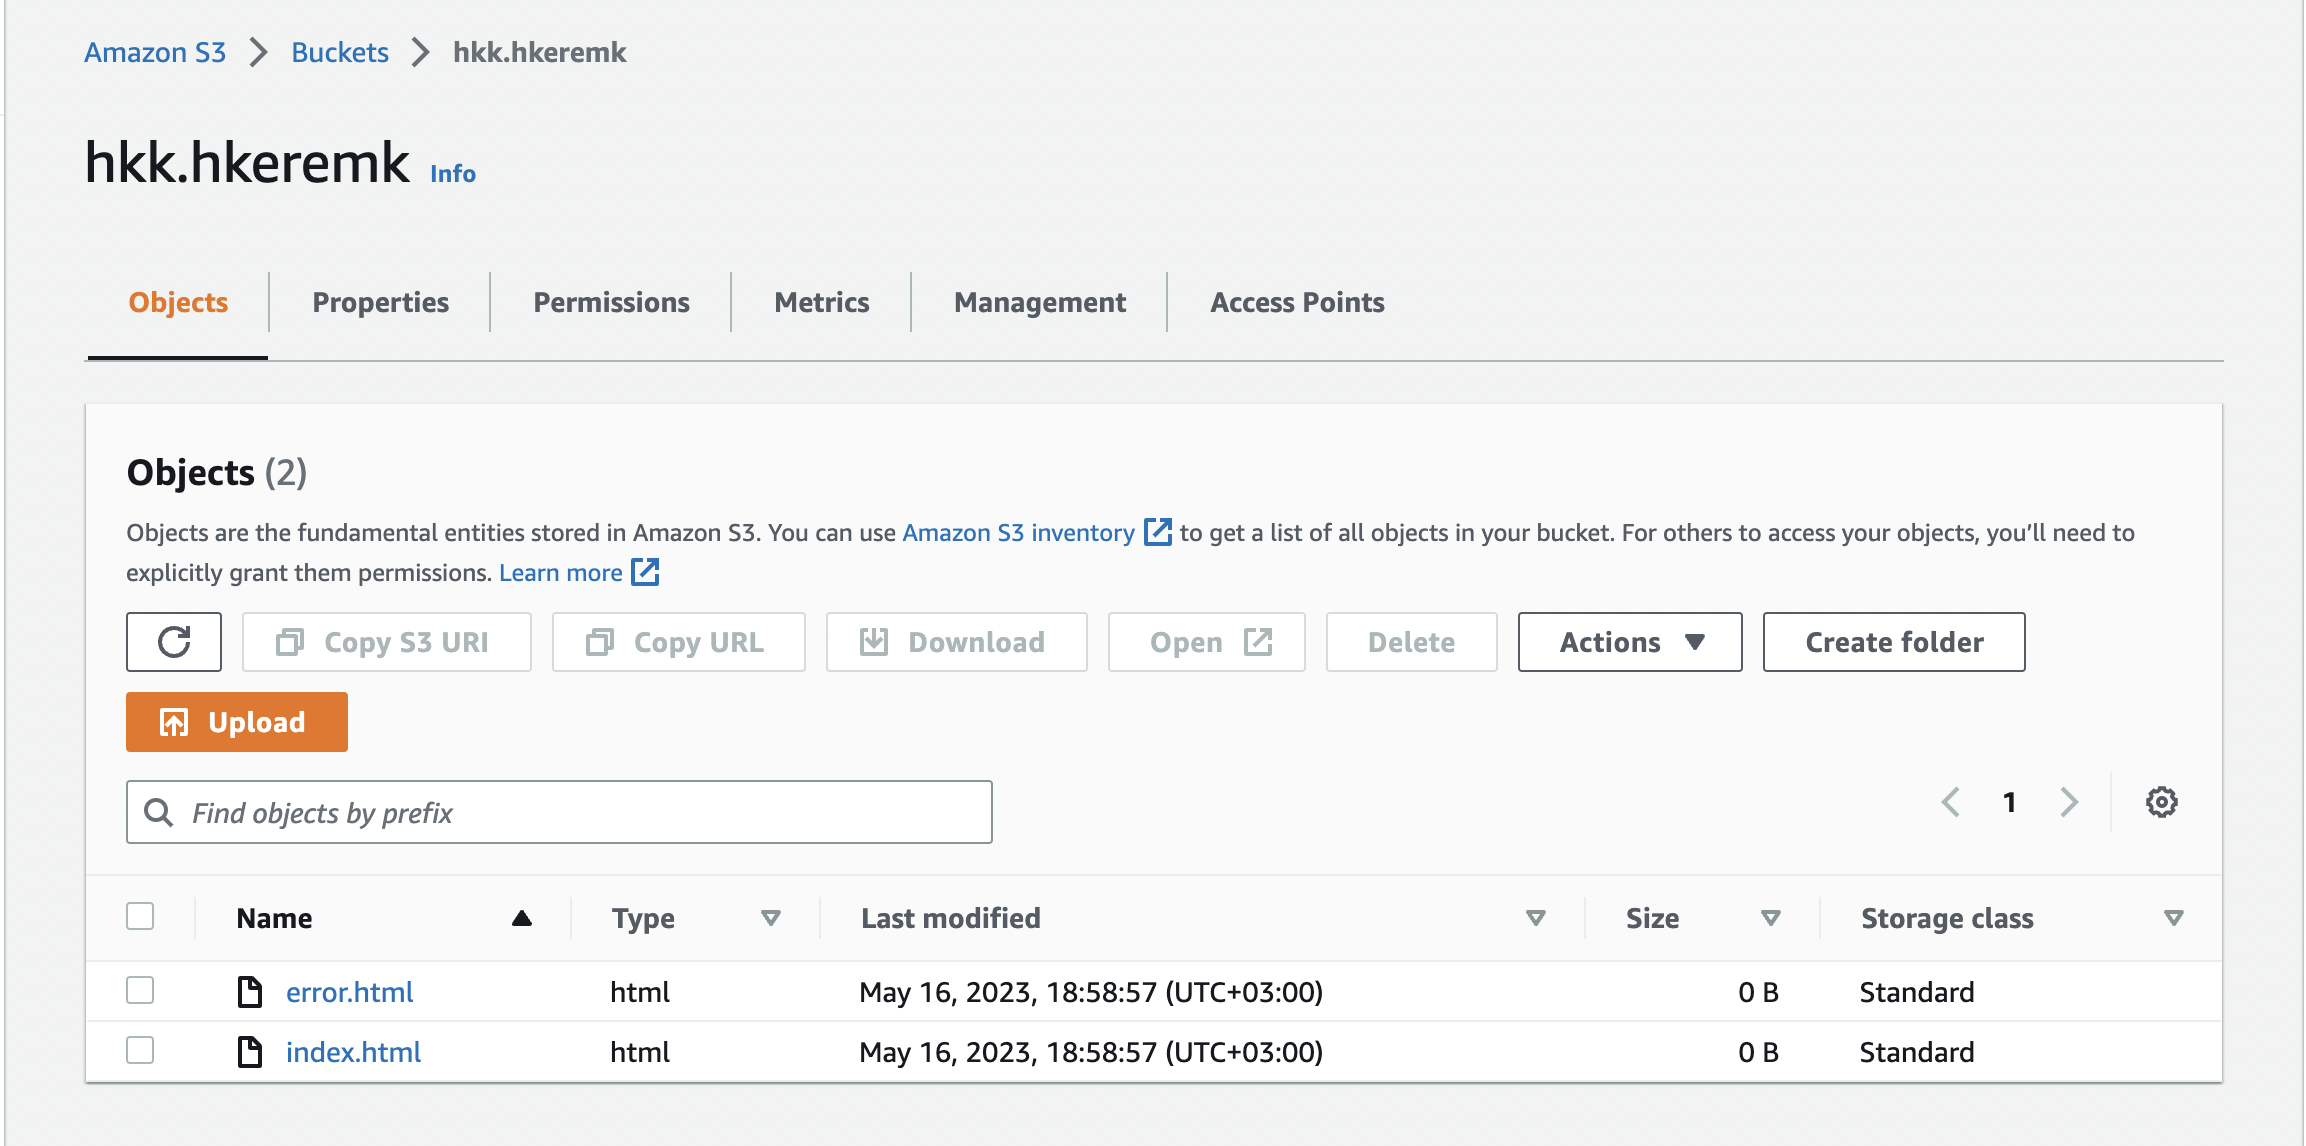 Amazon S3 > Buckets > hkk.hkeremk
hkk.hkeremk Info
Objects Properties Permissions Metrics Management Access Points
Objects (2)
Objects are the fundamental entities stored in Amazon S3. You can use Amazon S3 inventory to get a list of all objects in your bucket. For others to access your objects, you’ll need to
explicitly grant them permissions. Learn more
Copy S3 URI Copy URL Download Open Delete Actions Create folder
Upload
Find objects by prefix
1
Name Type Last modified Size Storage class
error.html html May 16, 2023, 18:58:57 (UTC+03:00) 0 B Standard
index.html html May 16, 2023, 18:58:57 (UTC+03:00) 0 B Standard